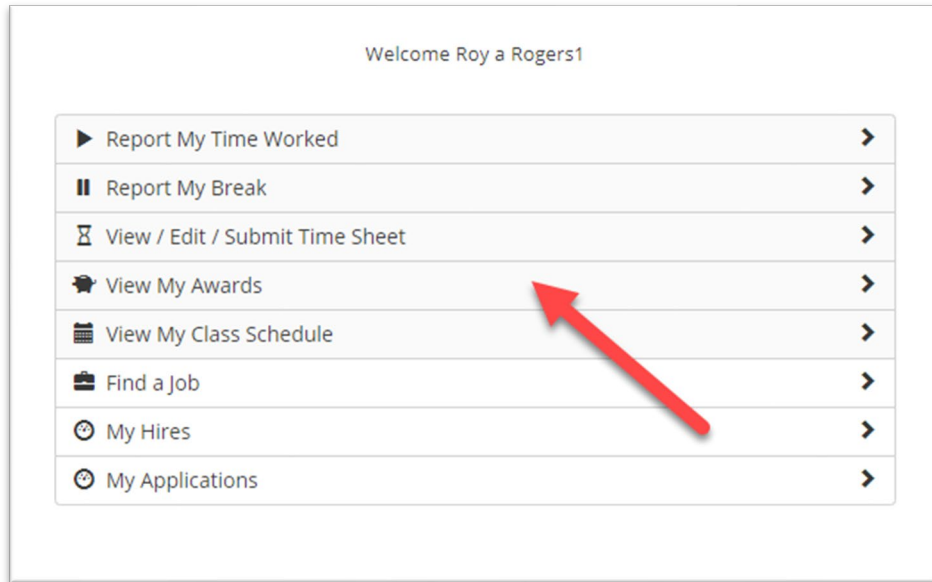 Welcome Roy a Rogers1
Report My Time Worked
Report My Break
View / Edit / Submit Time Sheet
View My Awards
View My Class Schedule
Find a Job
My Hires
My Applications